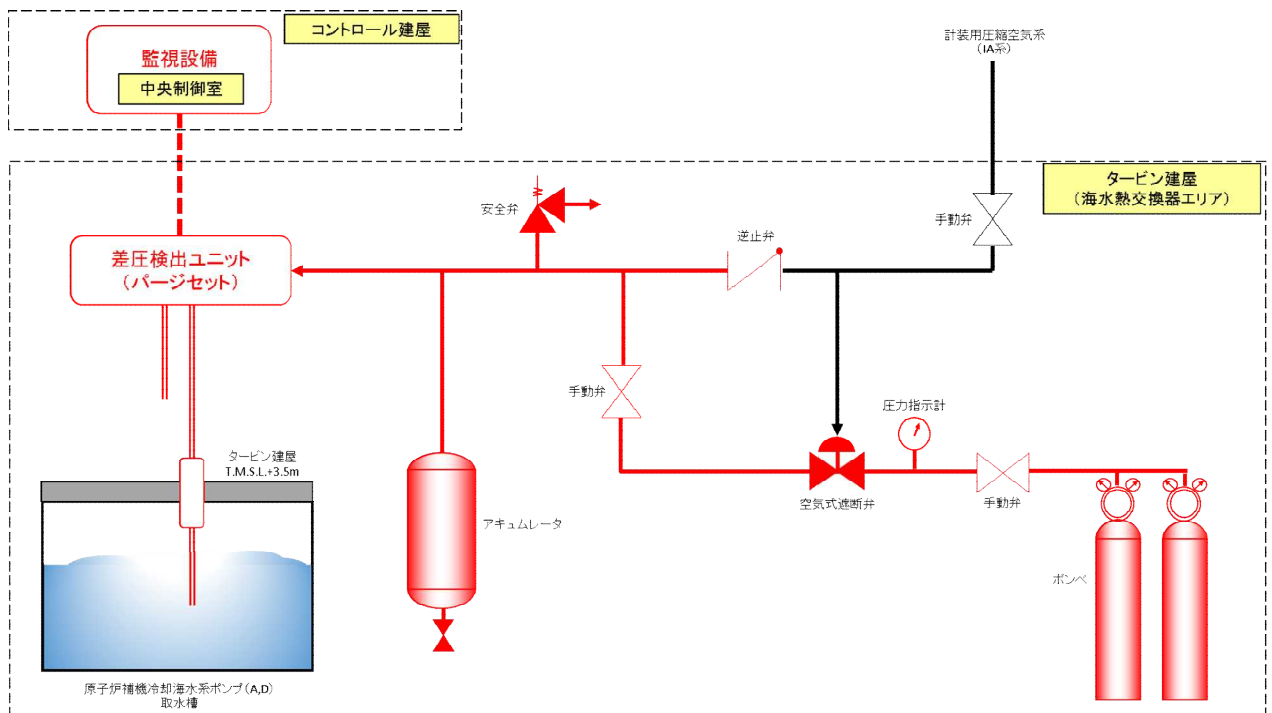 コントロール建屋
監視設備
中央制御室
計装用圧縮空気系
(IA系)
タービン建屋
(海水熱交換器エリア)
安全弁
手動弁
逆止弁
差圧検出ユニット
(パージセット)
手動弁
圧力指示計
タービン建屋
T.M.S.L.+3.5m
空気式遮断弁
手動弁
アキュムレータ
ボンベ
原子炉補機冷却海水系ポンプ(A,D)
取水槽